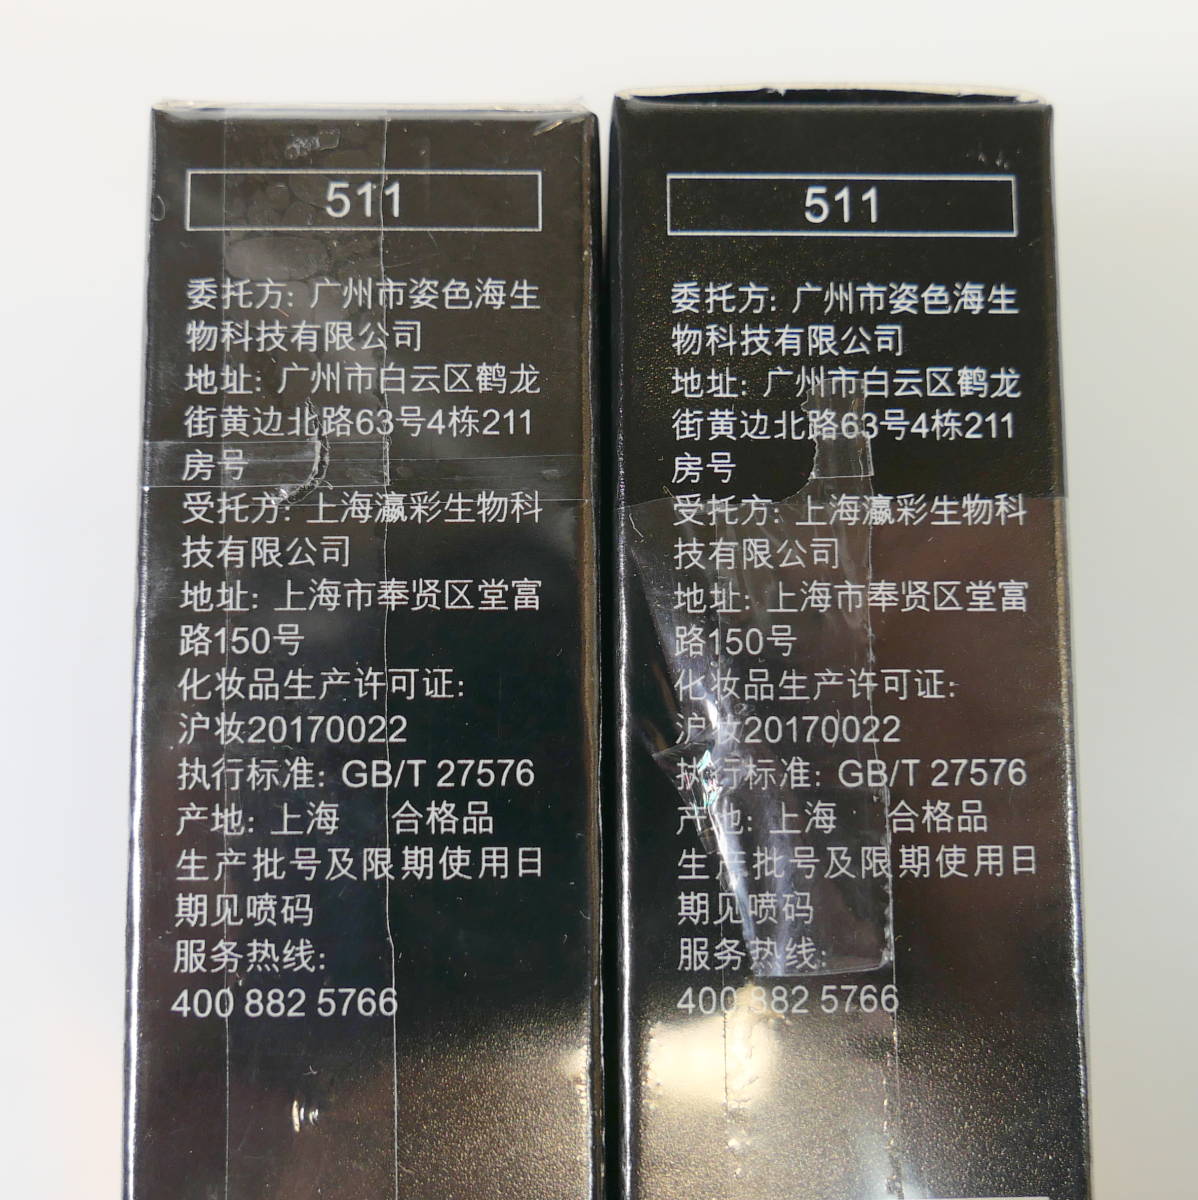 511
委托方: 广州市姿色海生
物科技有限公司
地址: 广州市白云区鹤龙
街黄边北路63号4栋211
房号
受托方: 上海瀛彩生物科
技有限公司
地址: 上海市奉贤区堂富
路150号
化妆品生产许可证:
沪妆20170022
执行标准: GB/T 27576
产地: 上海 合格品
生产批号及限期使用日
期见喷码
服务热线:
400 882 5766
511
委托方: 广州市姿色海生
物科技有限公司
地址: 广州市白云区鹤龙
街黄边北路63号4栋211
房号
受托方: 上海瀛彩生物科
技有限公司
地址: 上海市奉贤区堂富
路150号
化妆品生产许可证:
沪妆20170022
执行标准: GB/T 27576
产地: 上海 合格品
生产批号及限期使用日
期见喷码
服务热线:
400 882 5766